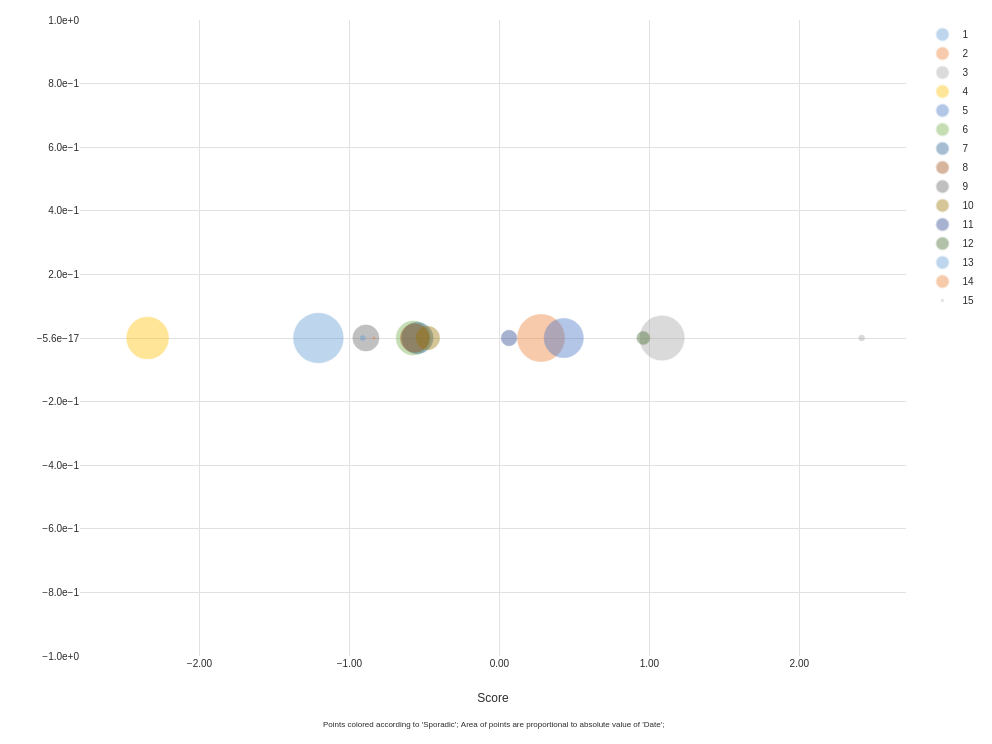 1.0e+0
8.0e−1
6.0e−1
4.0e−1
2.0e−1
−5.6e−17
−2.0e−1
−4.0e−1
−6.0e−1
−8.0e−1
−1.0e+0
−2.00 −1.00 0.00 1.00 2.00
Score
Points colored according to 'Sporadic'; Area of points are proportional to absolute value of 'Date';
1
2
3
4
5
6
7
8
9
10
11
12
13
14
15